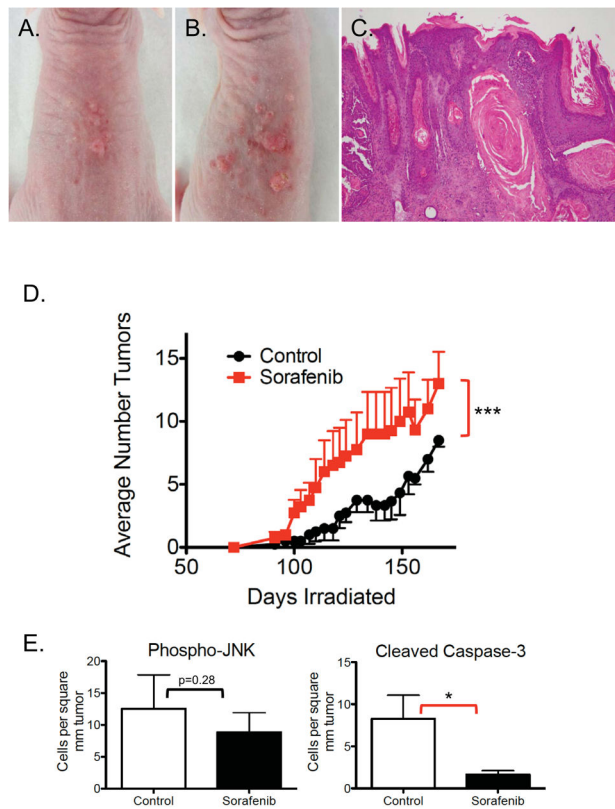 A.
B.
C.
D.
Average Number Tumors
15
10
5
0
Control
Sorafenib
***
50
100
150
Days Irradiated
E.
Phospho-JNK
Cells per square
mm tumor
20
15
10
5
0
p=0.28
Control
Sorafenib
Cleaved Caspase-3
Cells per square
mm tumor
10
5
0
*
Control
Sorafenib